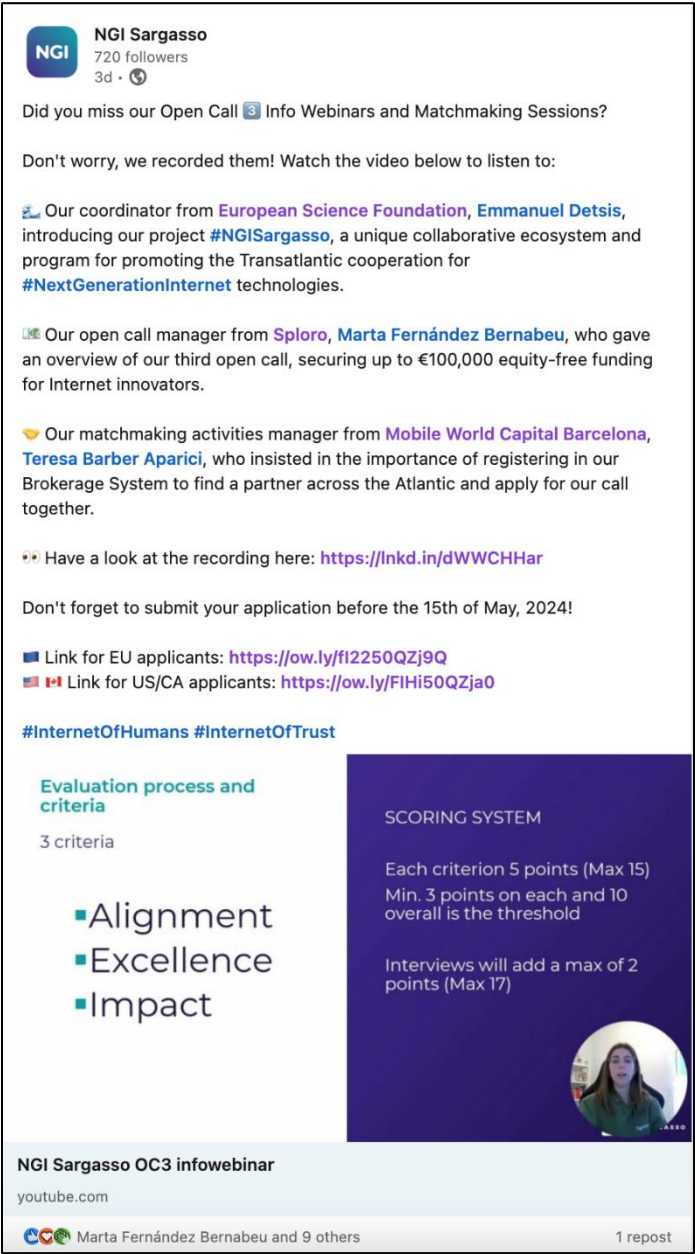 NGI
NGI Sargasso
720 followers
3d •
Did you miss our Open Call 3️⃣ Info Webinars and Matchmaking Sessions?
Don't worry, we recorded them! Watch the video below to listen to:
🌊 Our coordinator from European Science Foundation, Emmanuel Detsis,
introducing our project #NGISargasso, a unique collaborative ecosystem and
program for promoting the Transatlantic cooperation for
#NextGenerationInternet technologies.
💶 Our open call manager from Sploro, Marta Fernández Bernabeu, who gave
an overview of our third open call, securing up to €100,000 equity-free funding
for Internet innovators.
🤝 Our matchmaking activities manager from Mobile World Capital Barcelona,
Teresa Barber Aparici, who insisted in the importance of registering in our
Brokerage System to find a partner across the Atlantic and apply for our call
together.
👀 Have a look at the recording here: https://lnkd.in/dWWCHHar
Don't forget to submit your application before the 15th of May, 2024!
🇪🇺 Link for EU applicants: https://ow.ly/fI2250QZj9Q
🇺🇸 🇨🇦 Link for US/CA applicants: https://ow.ly/FIHi50QZja0
#InternetOfHumans #InternetOfTrust
Evaluation process and
criteria
3 criteria
▪Alignment
▪Excellence
▪Impact
SCORING SYSTEM
Each criterion 5 points (Max 15)
Min. 3 points on each and 10
overall is the threshold
Interviews will add a max of 2
points (Max 17)
NGI Sargasso OC3 infowebinar
youtube.com
Marta Fernández Bernabeu and 9 others
1 repost